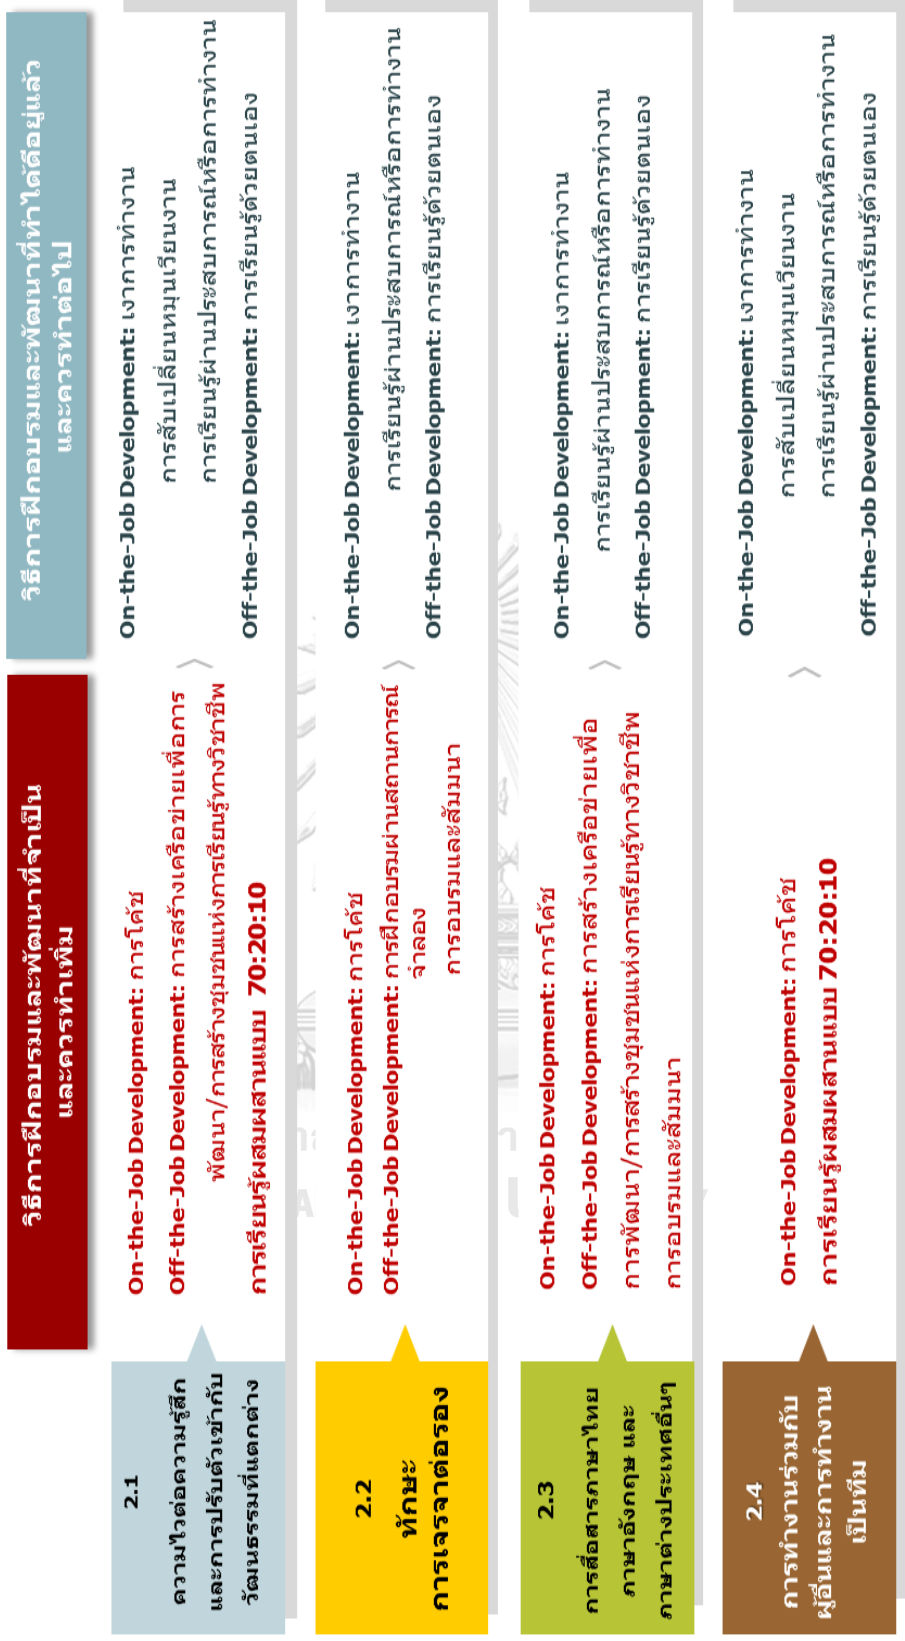 วิธีการฝึกอบรมและพัฒนาที่จำเป็น
และควรทำเพิ่ม
วิธีการฝึกอบรมและพัฒนาที่ทำได้ดีอยู่แล้ว
และควรทำต่อไป
2.1
ความไวต่อความรู้สึก
และการปรับตัวเข้ากับ
วัฒนธรรมที่แตกต่าง
On-the-Job Development: การโค้ช
Off-the-Job Development: การสร้างเครือข่ายเพื่อการ
พัฒนา/การสร้างชุมชนแห่งการเรียนรู้ทางวิชาชีพ
การเรียนรู้ผสมผสานแบบ 70:20:10
On-the-Job Development: เงาการทำงาน
การสับเปลี่ยนหมุนเวียนงาน
การเรียนรู้ผ่านประสบการณ์หรือการทำงาน
Off-the-Job Development: การเรียนรู้ด้วยตนเอง
2.2
ทักษะ
การเจรจาต่อรอง
On-the-Job Development: การโค้ช
Off-the-Job Development: การฝึกอบรมผ่านสถานการณ์
จำลอง
การอบรมและสัมมนา
On-the-Job Development: เงาการทำงาน
การเรียนรู้ผ่านประสบการณ์หรือการทำงาน
Off-the-Job Development: การเรียนรู้ด้วยตนเอง
2.3
การสื่อสารภาษาไทย
ภาษาอังกฤษ และ
ภาษาต่างประเทศอื่นๆ
On-the-Job Development: การโค้ช
Off-the-Job Development: การสร้างเครือข่ายเพื่อ
การพัฒนา/การสร้างชุมชนแห่งการเรียนรู้ทางวิชาชีพ
การอบรมและสัมมนา
On-the-Job Development: เงาการทำงาน
การเรียนรู้ผ่านประสบการณ์หรือการทำงาน
Off-the-Job Development: การเรียนรู้ด้วยตนเอง
2.4
การทำงานร่วมกับ
ผู้อื่นและการทำงาน
เป็นทีม
On-the-Job Development: การโค้ช
การเรียนรู้ผสมผสานแบบ 70:20:10
On-the-Job Development: เงาการทำงาน
การสับเปลี่ยนหมุนเวียนงาน
การเรียนรู้ผ่านประสบการณ์หรือการทำงาน
Off-the-Job Development: การเรียนรู้ด้วยตนเอง